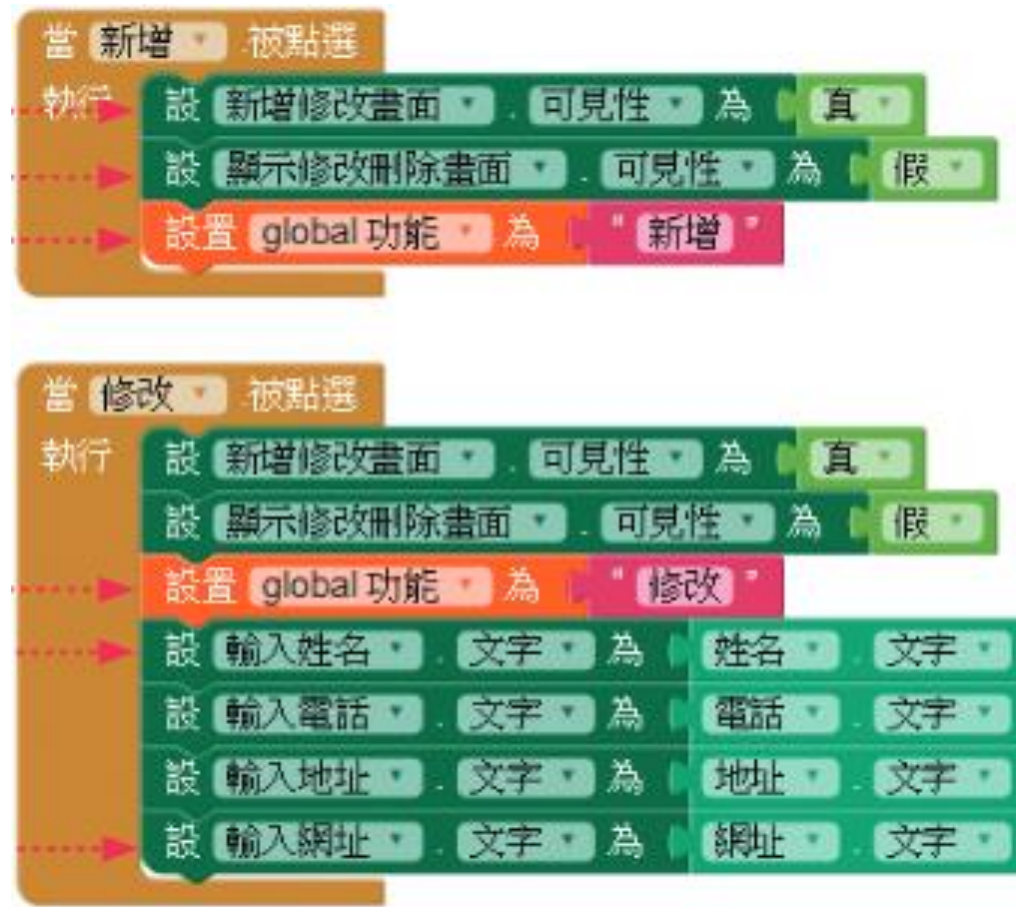 當 新增 .被點選
執行 設 新增修改畫面 . 可見性 為 真
設 顯示修改刪除畫面 . 可見性 為 假
設置 global 功能 為 " 新增 "
當 修改 .被點選
執行 設 新增修改畫面 . 可見性 為 真
設 顯示修改刪除畫面 . 可見性 為 假
設置 global 功能 為 " 修改 "
設 輸入姓名 . 文字 為 姓名 . 文字
設 輸入電話 . 文字 為 電話 . 文字
設 輸入地址 . 文字 為 地址 . 文字
設 輸入網址 . 文字 為 網址 . 文字